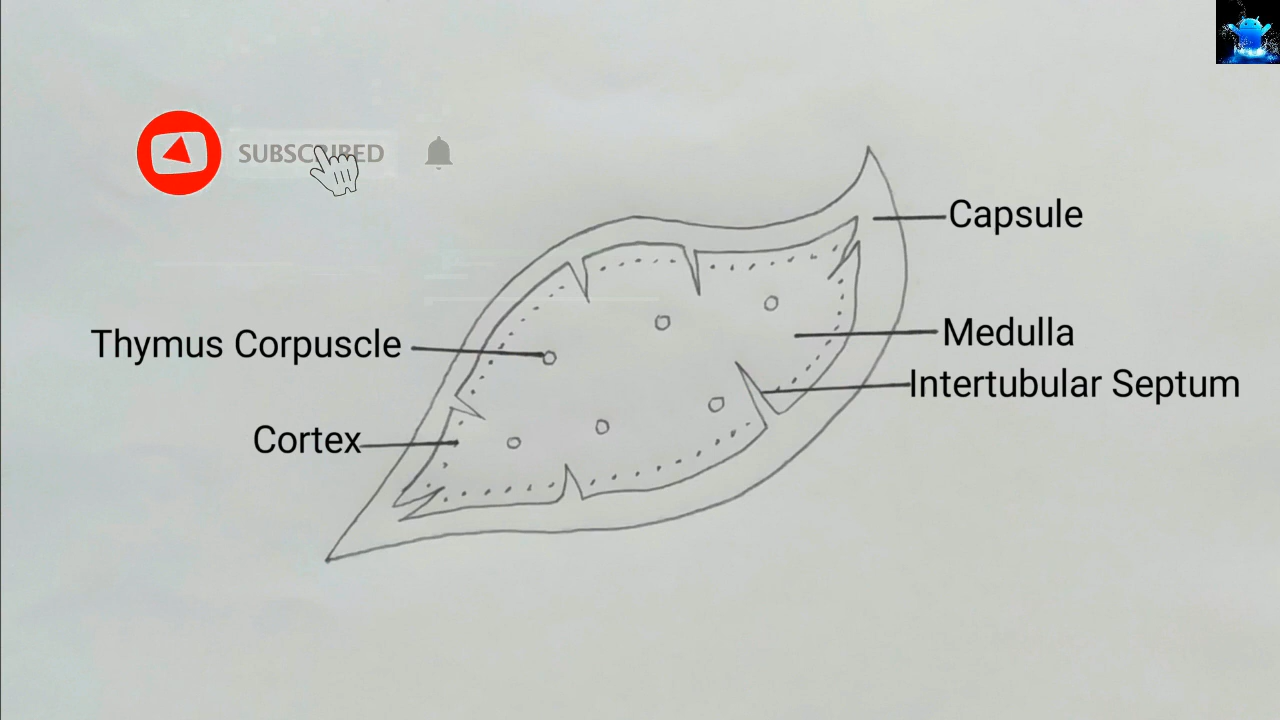 SUBSCRIBED
Capsule
Thymus Corpuscle
Medulla
Intertubular Septum
Cortex